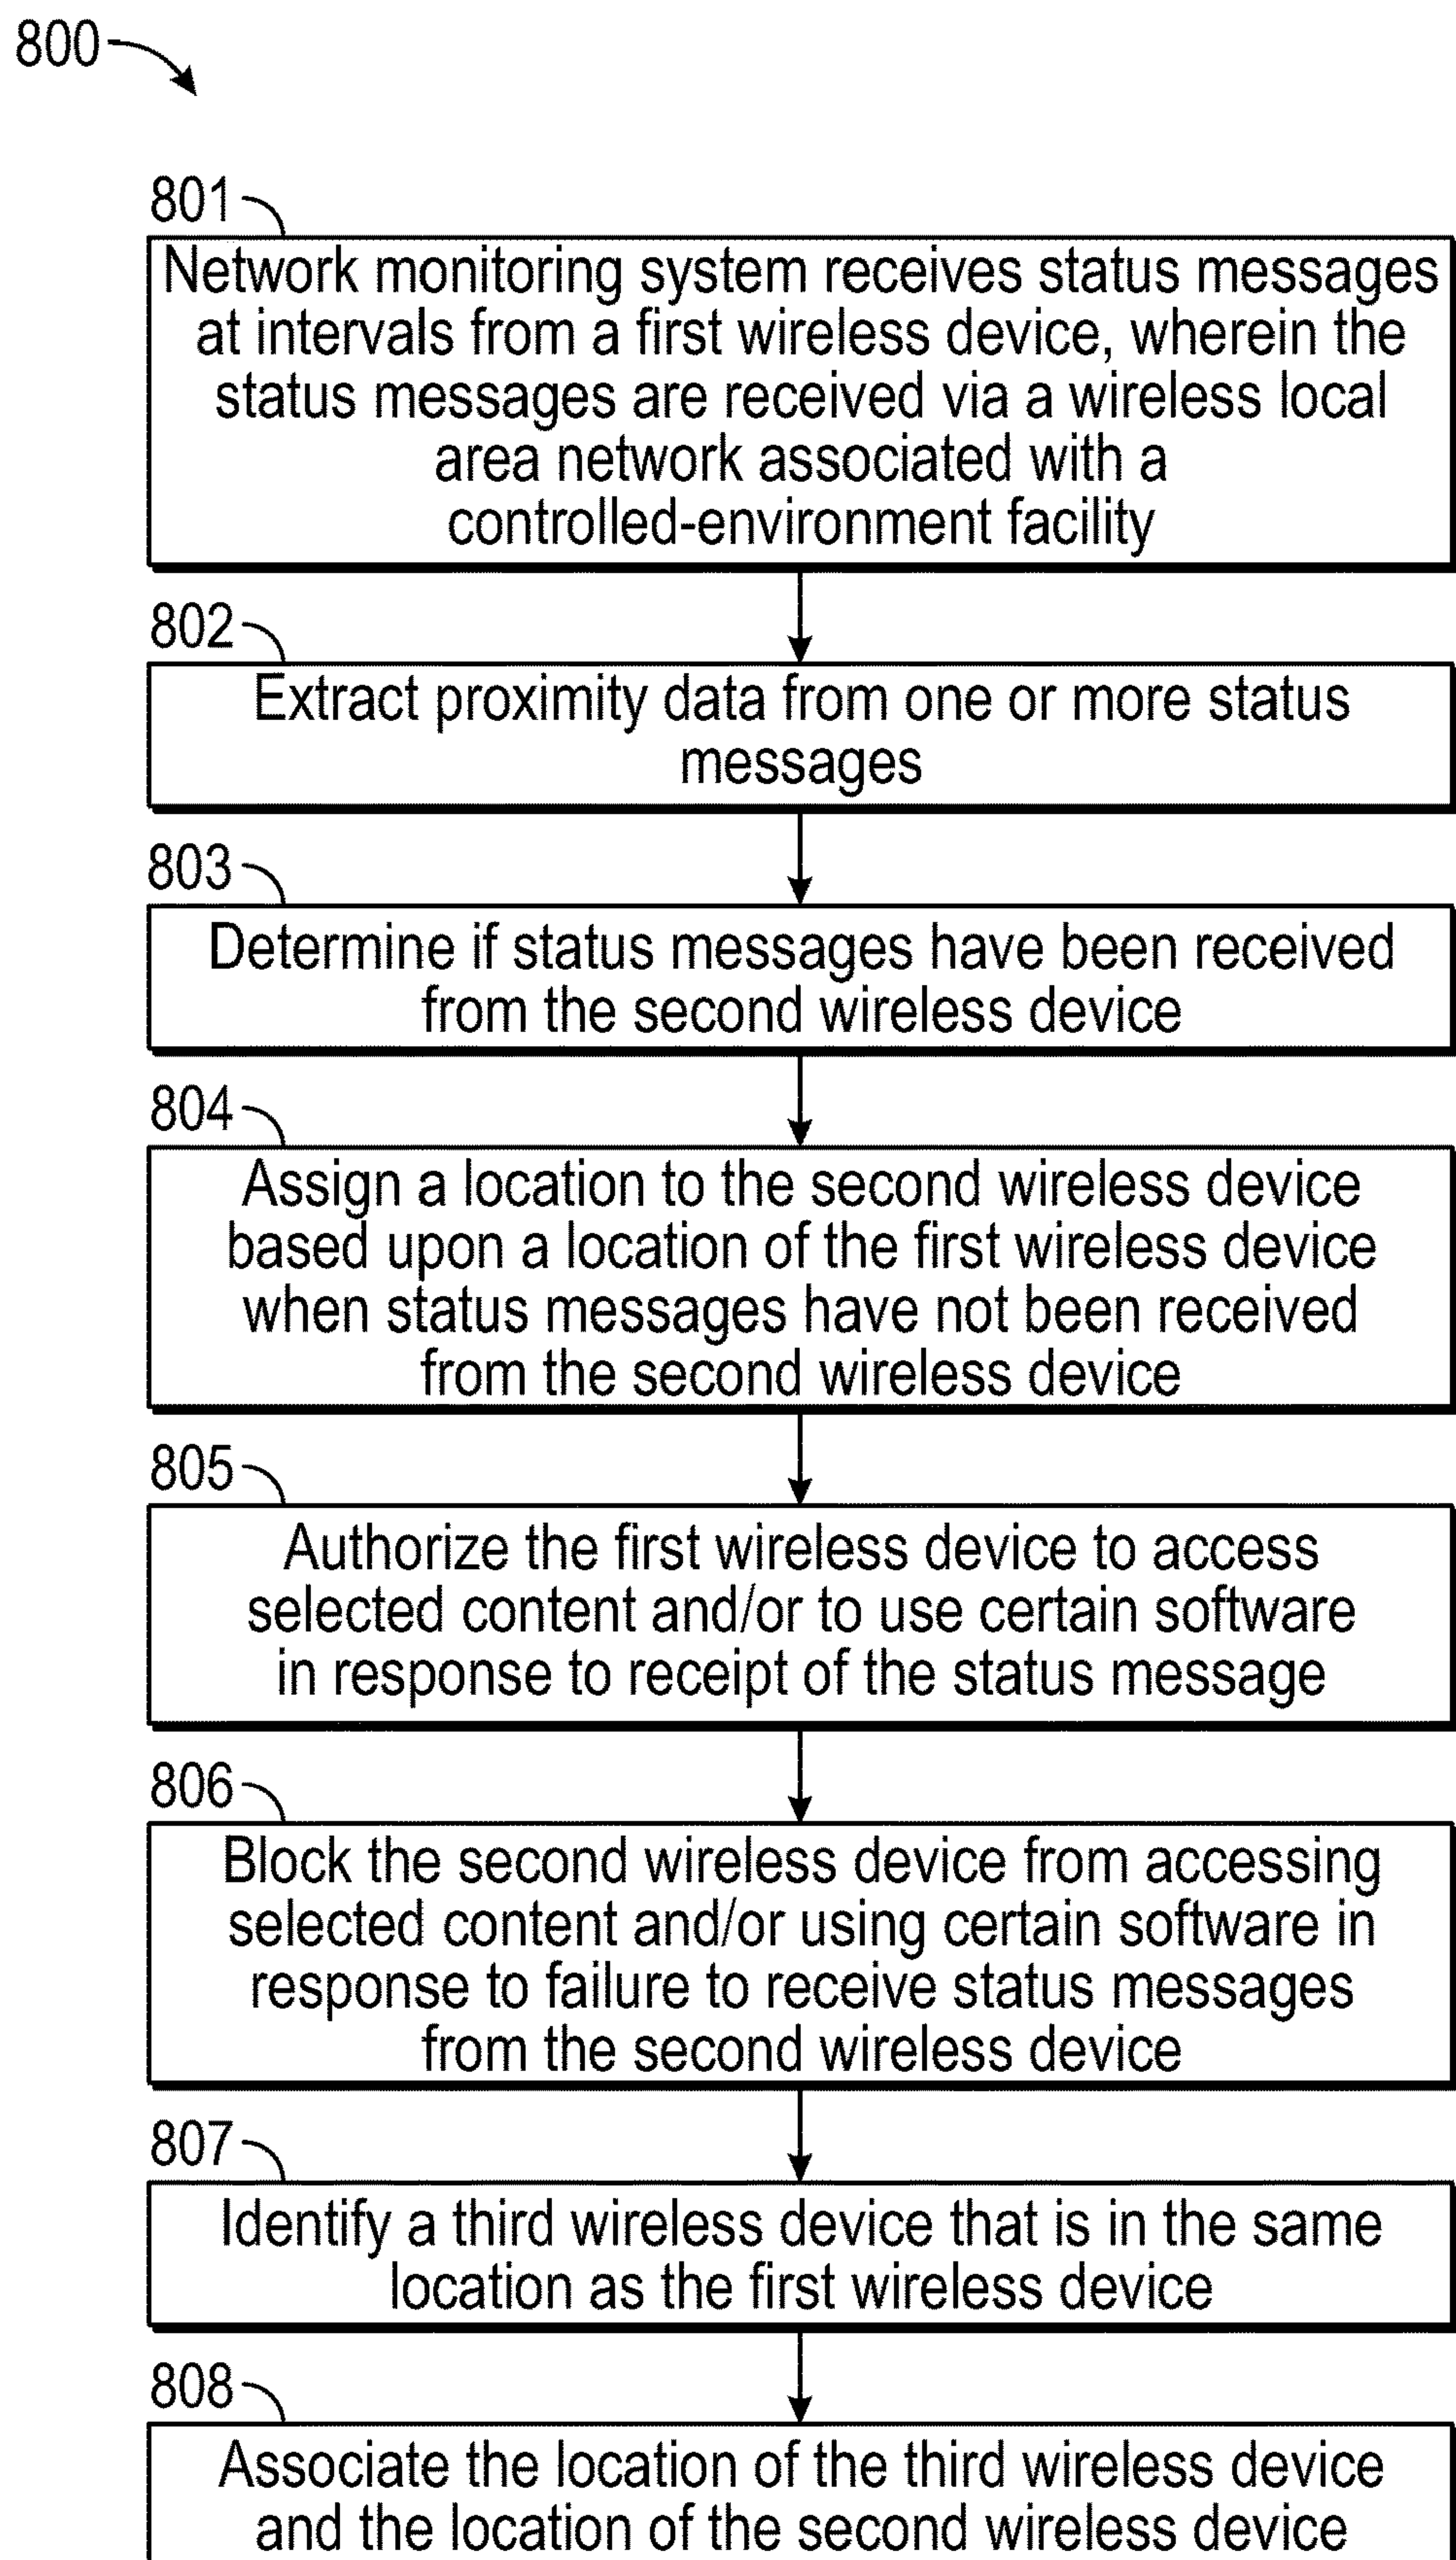 800
801
Network monitoring system receives status messages
at intervals from a first wireless device, wherein the
status messages are received via a wireless local
area network associated with a
controlled-environment facility
802
Extract proximity data from one or more status
messages
803
Determine if status messages have been received
from the second wireless device
804
Assign a location to the second wireless device
based upon a location of the first wireless device
when status messages have not been received
from the second wireless device
805
Authorize the first wireless device to access
selected content and/or to use certain software
in response to receipt of the status message
806
Block the second wireless device from accessing
selected content and/or using certain software in
response to failure to receive status messages
from the second wireless device
807
Identify a third wireless device that is in the same
location as the first wireless device
808
Associate the location of the third wireless device
and the location of the second wireless device